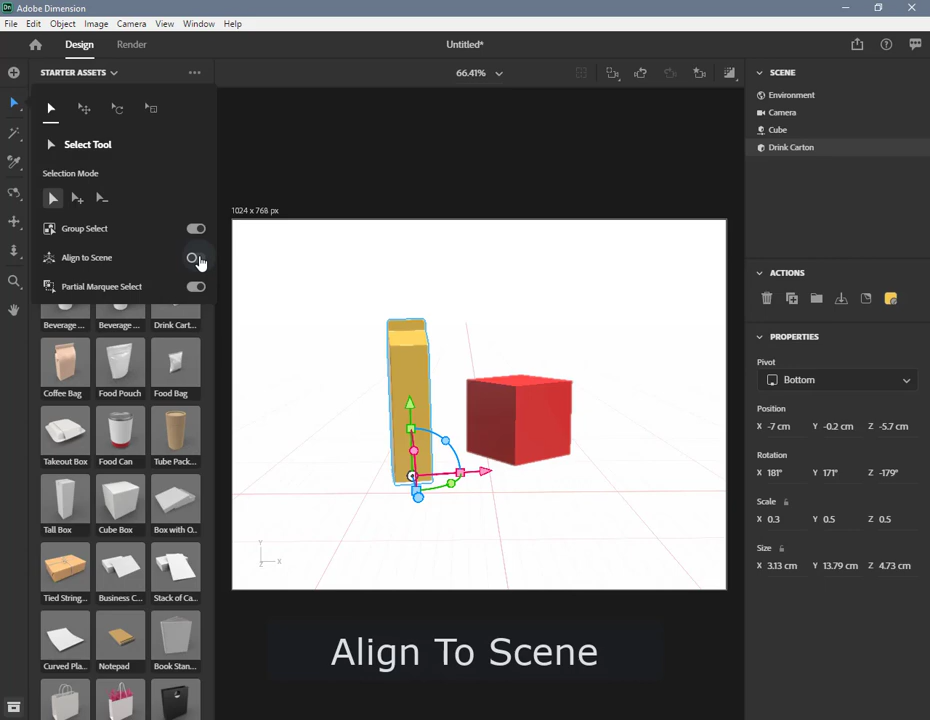 Dn Adobe Dimension
File Edit Object Image Camera View Window Help
Design Render Untitled*
STARTER ASSETS
66.41%
SCENE
Environment
Camera
Cube
Drink Carton
Select Tool
Selection Mode
Group Select
Align to Scene
Partial Marquee Select
1024 x 768 px
ACTIONS
Beverage ... Beverage ... Drink Cart...
Coffee Bag Food Pouch Food Bag
Takeout Box Food Can Tube Pack...
Tall Box Cube Box Box with O...
Tied String... Business C... Stack of Ca...
Curved Pla... Notepad Book Stan...
PROPERTIES
Pivot
Bottom
Position
X -7 cm Y -0.2 cm Z -5.7 cm
Rotation
X 181° Y 171° Z -179°
Scale
X 0.3 Y 0.5 Z 0.5
Size
X 3.13 cm Y 13.79 cm Z 4.73 cm
Y
Z X
Align To Scene